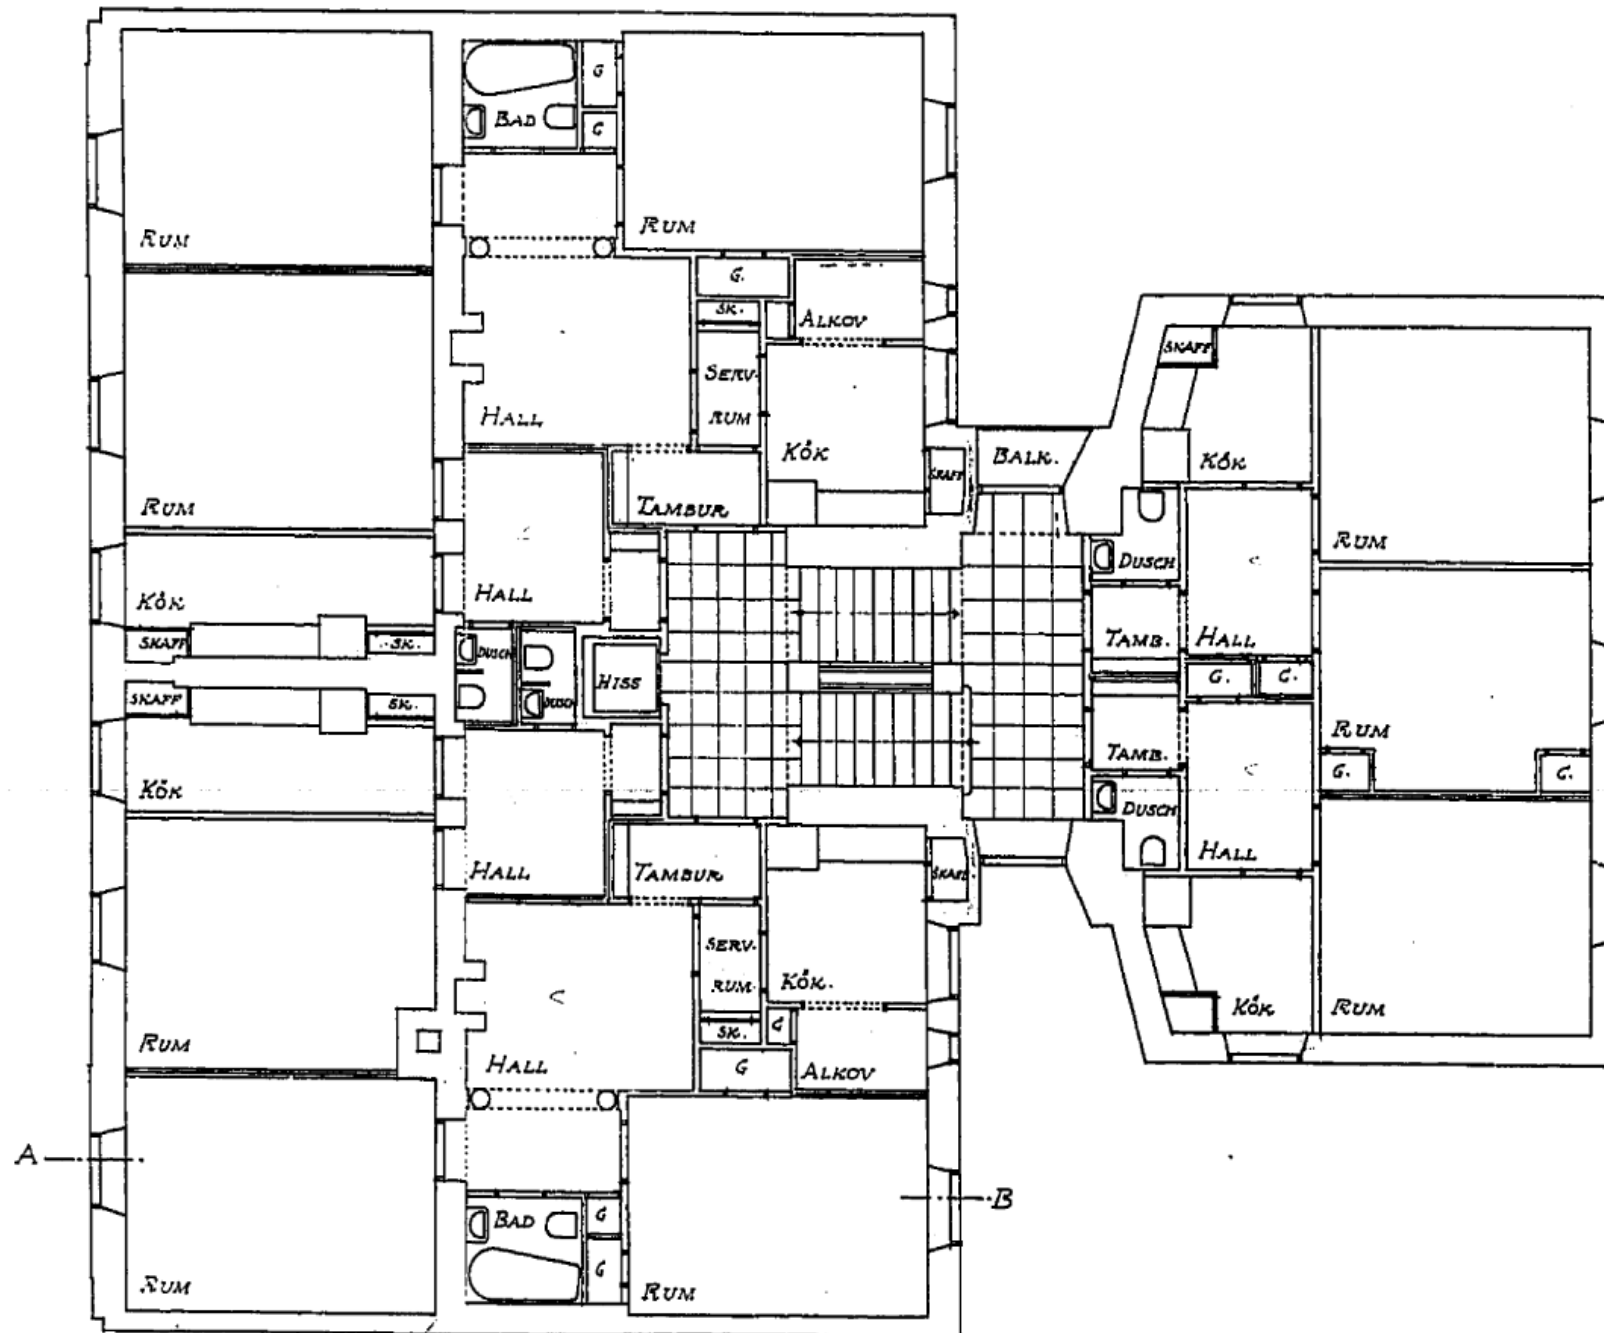 G
BAD
G
RUM
RUM
G.
SK.
ALKOV
SKAFF
SERV.
RUM
HALL
KÖK
SKAFF
BALK.
KÖK
RUM
TAMBUR
RUM
DUSCH
HALL
KÖK
TAMB.
HALL
SKAFF
SK.
DUSCH
HISS
G.
G.
SKAFF
SK.
DUSCH
TAMB.
RUM
KÖK
G.
G.
DUSCH
HALL
HALL
TAMBUR
SKAFF
SERV.
RUM
KÖK.
KÖK
RUM
SK.
G
RUM
HALL
G
ALKOV
A
B
BAD
G
G
RUM
RUM